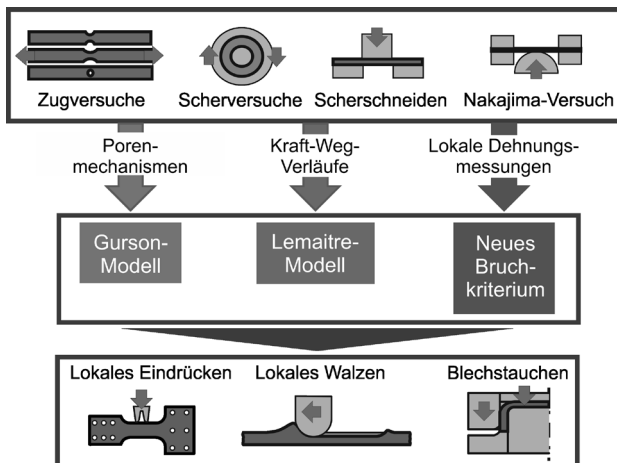 Zugversuche Scherversuche Scherschneiden Nakajima-Versuch
Poren-
mechanismen
Kraft-Weg-
Verläufe
Lokale Dehnungs-
messungen
Gurson-
Modell
Lemaitre-
Modell
Neues
Bruch-
kriterium
Lokales Eindrücken Lokales Walzen Blechstauchen